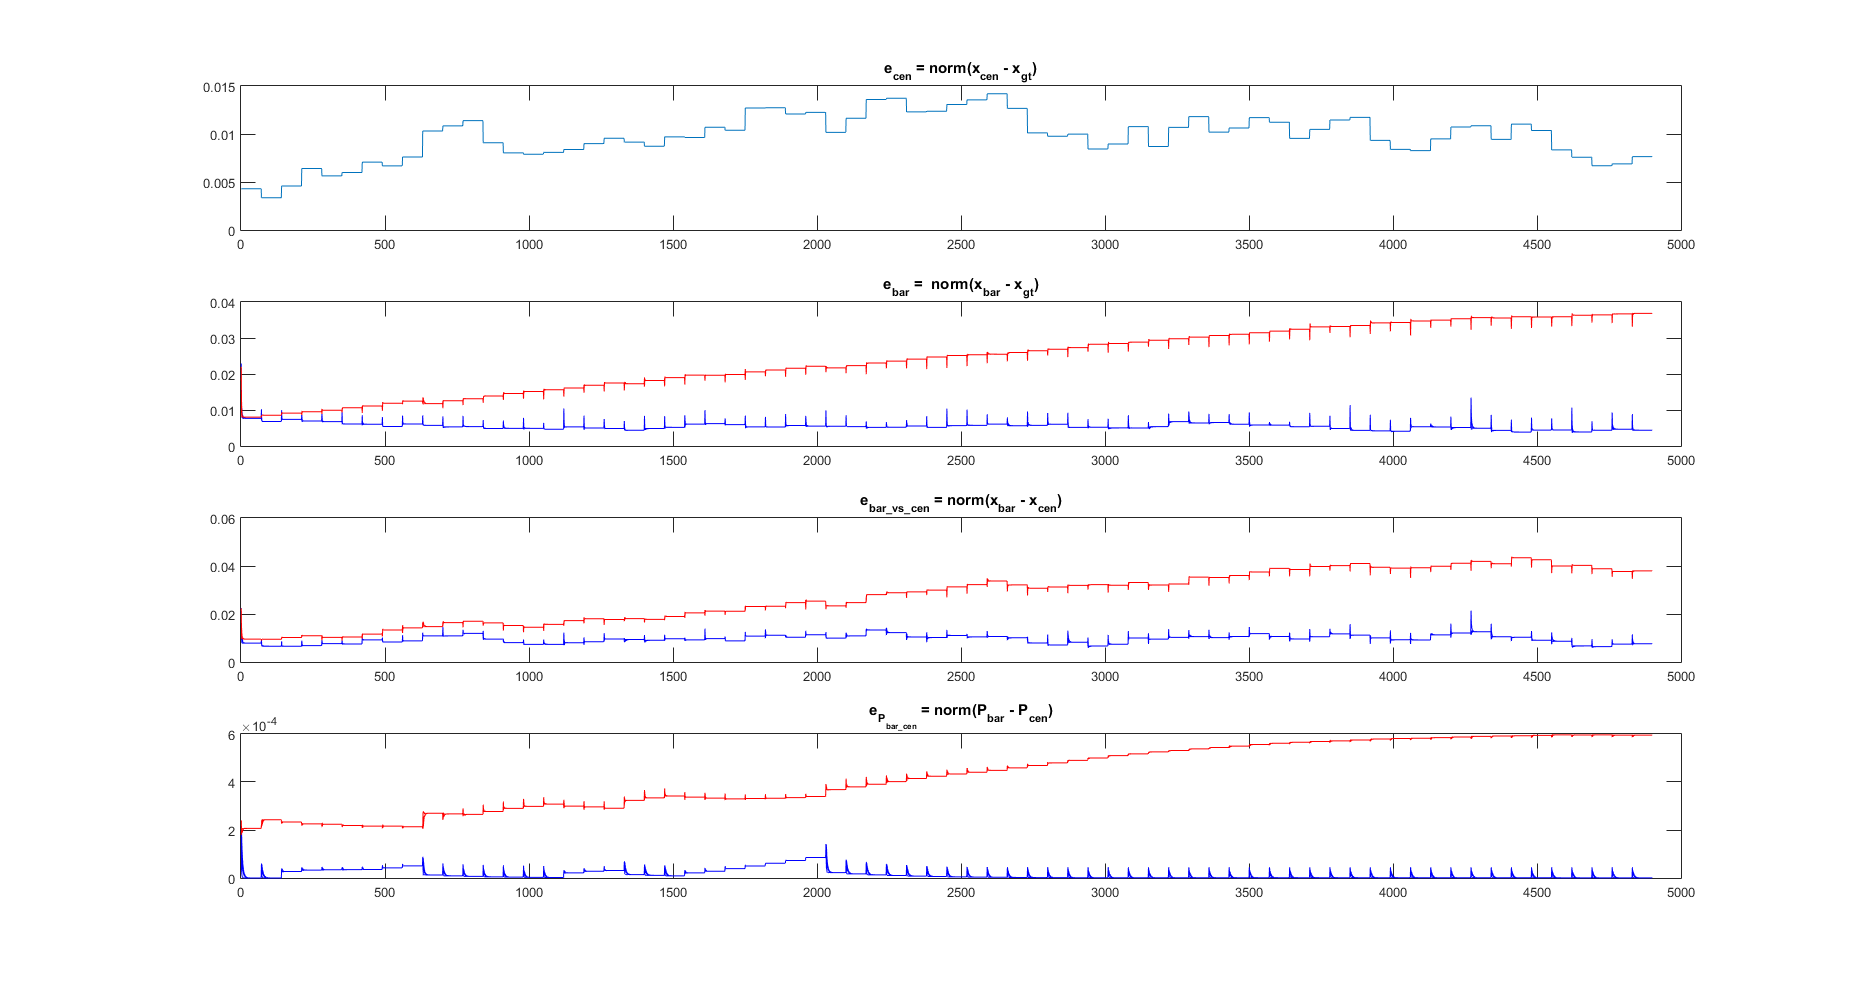 e_cen = norm(x_cen - x_gt)
0.015
0.01
0.005
0
0 500 1000 1500 2000 2500 3000 3500 4000 4500 5000
e_bar = norm(x_bar - x_gt)
0.04
0.03
0.02
0.01
0
0 500 1000 1500 2000 2500 3000 3500 4000 4500 5000
e_bar_vs_cen = norm(x_bar - x_cen)
0.06
0.04
0.02
0
0 500 1000 1500 2000 2500 3000 3500 4000 4500 5000
e_P_bar_cen = norm(P_bar - P_cen)
×10^-4
6
4
2
0
0 500 1000 1500 2000 2500 3000 3500 4000 4500 5000